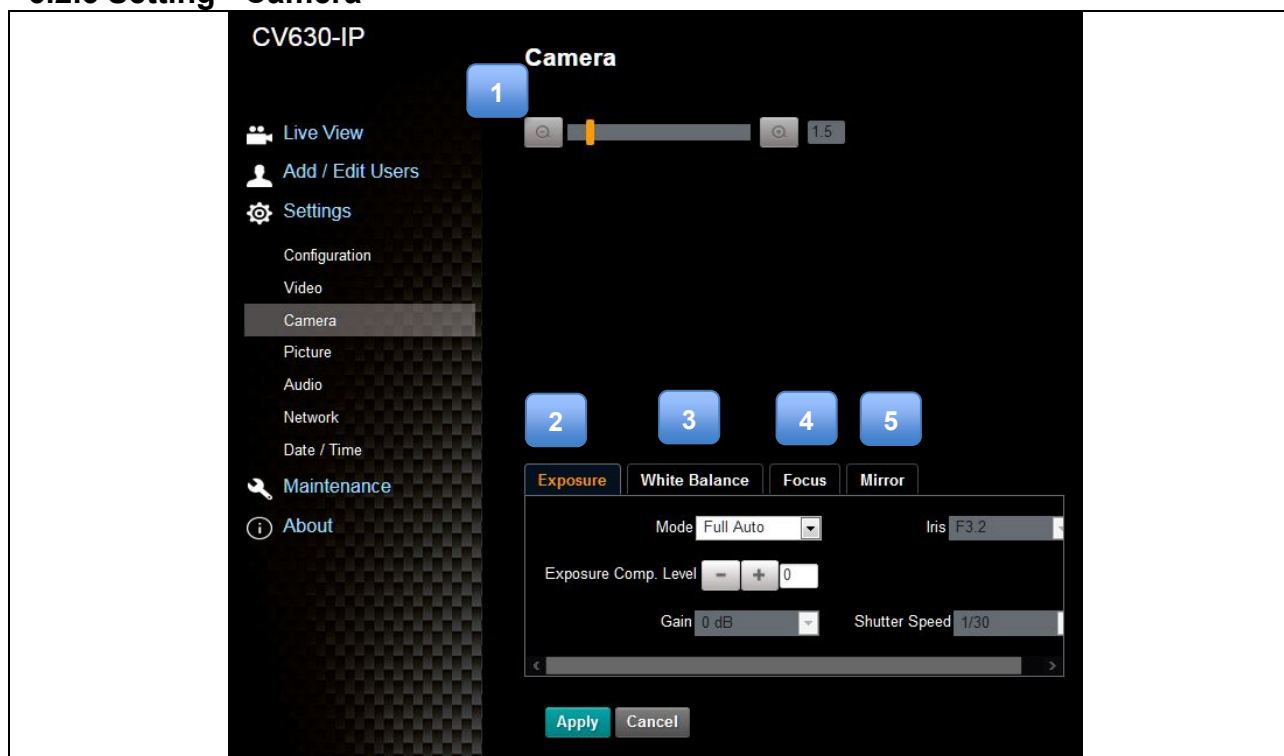 CV630-IP
Camera
1
1.5
Live View
Add / Edit Users
Settings
Configuration
Video
Camera
Picture
Audio
Network
Date / Time
Maintenance
About
2 3 4 5
Exposure White Balance Focus Mirror
Mode Full Auto Iris F3.2
Exposure Comp. Level - + 0
Gain 0 dB Shutter Speed 1/30
Apply Cancel